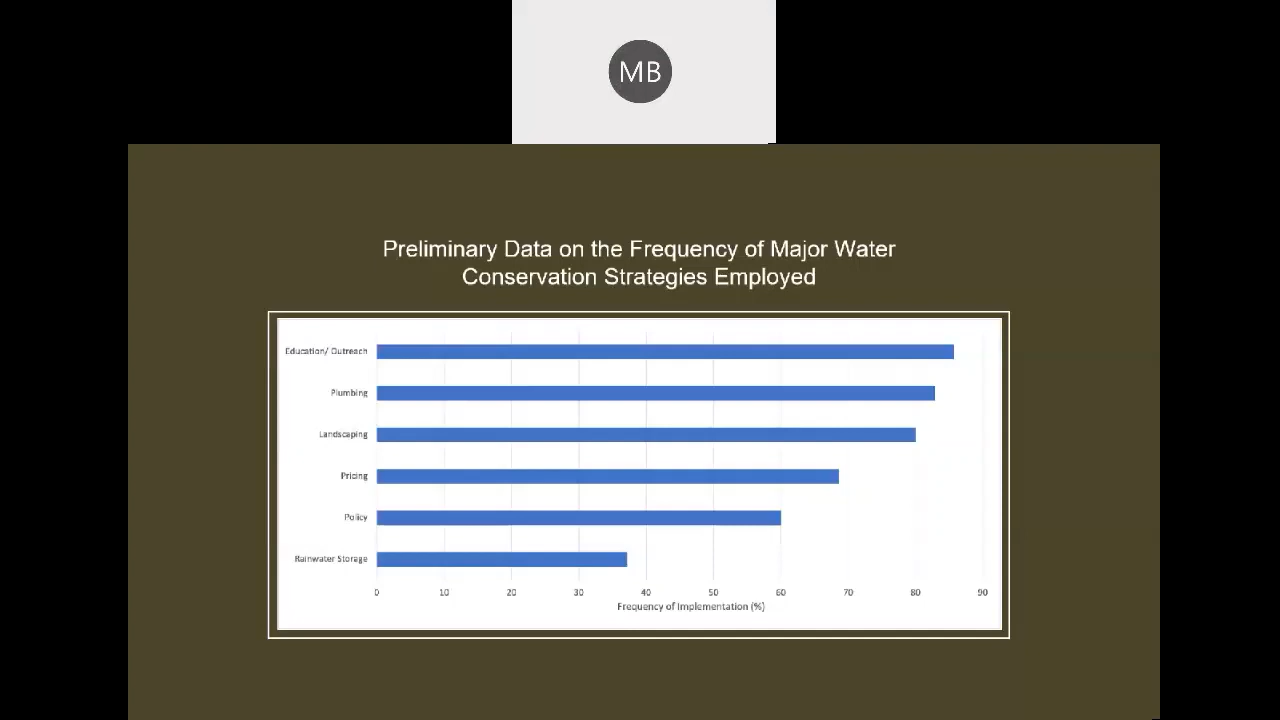 MB
Preliminary Data on the Frequency of Major Water
Conservation Strategies Employed
Education/ Outreach
Plumbing
Landscaping
Pricing
Policy
Rainwater Storage
0 10 20 30 40 50 60 70 80 90
Frequency of Implementation (%)